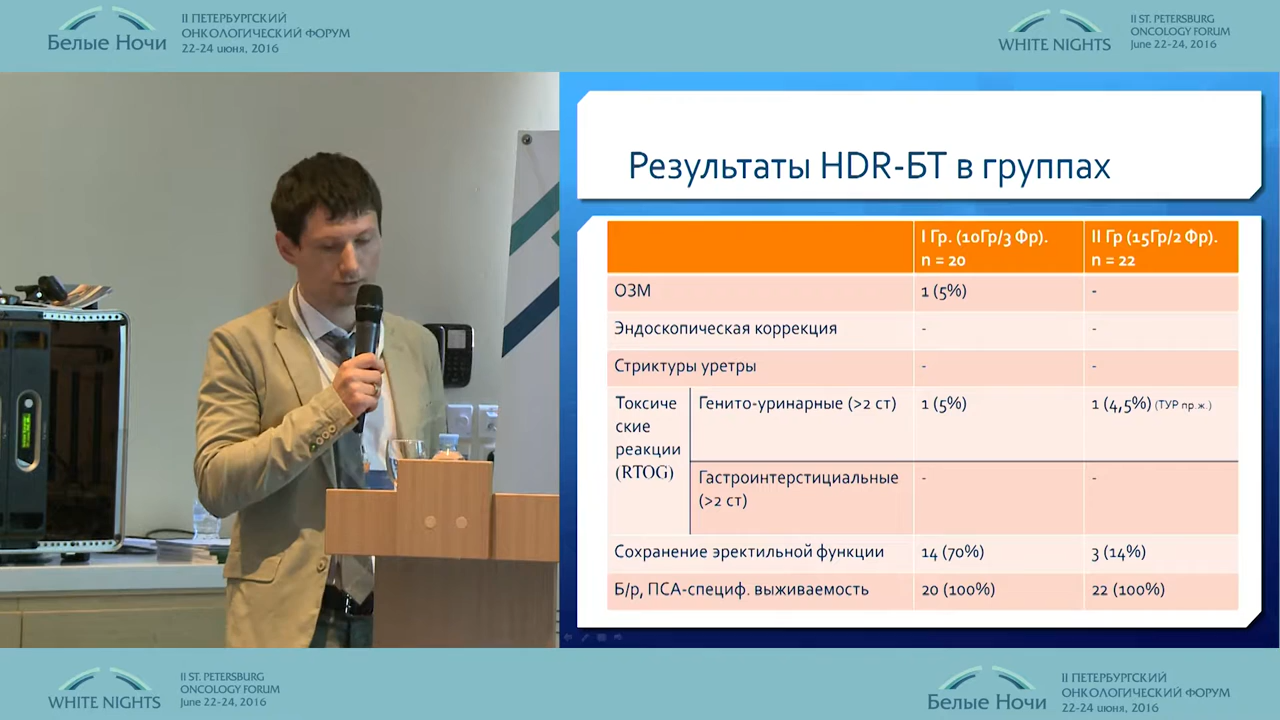 II ПЕТЕРБУРГСКИЙ
ОНКОЛОГИЧЕСКИЙ ФОРУМ
Белые Ночи
22-24 июня, 2016
II ST. PETERSBURG
ONCOLOGY FORUM
WHITE NIGHTS
June 22-24, 2016
Результаты HDR-БТ в группах
I Гр. (10Гр/3 Фр).
n = 20
II Гр (15Гр/2 Фр).
n = 22
ОЗМ
1 (5%)
-
Эндоскопическая коррекция
-
-
Стриктуры уретры
-
-
Токсиче
ские
реакции
(RTOG)
Генито-уринарные (>2 ст)
1 (5%)
1 (4,5%) (ТУР пр.ж.)
Гастроинтерстициальные
(>2 ст)
-
-
Сохранение эректильной функции
14 (70%)
3 (14%)
Б/р, ПСА-специф. выживаемость
20 (100%)
22 (100%)
II ST. PETERSBURG
ONCOLOGY FORUM
WHITE NIGHTS
June 22-24, 2016
II ПЕТЕРБУРГСКИЙ
ОНКОЛОГИЧЕСКИЙ ФОРУМ
Белые Ночи
22-24 июня, 2016